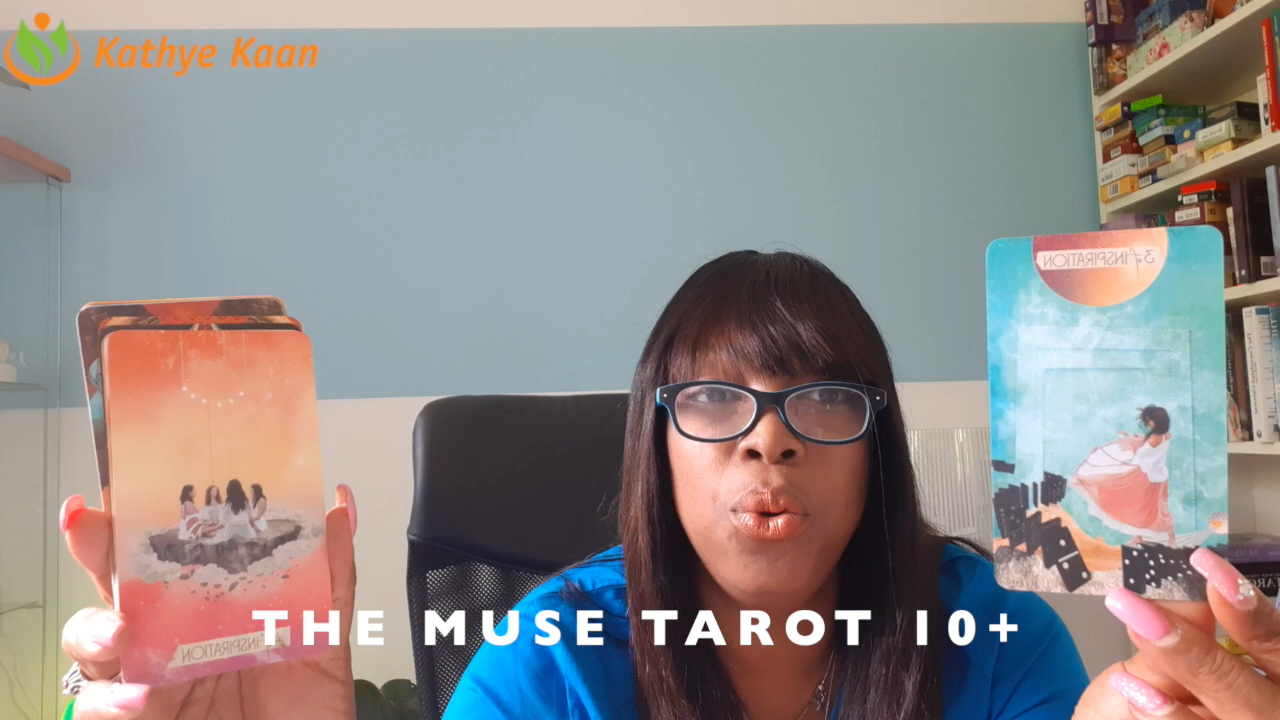 Kathye Kaan
3 of INSPIRATION
INSPIRATION
THE MUSE TAROT 10+